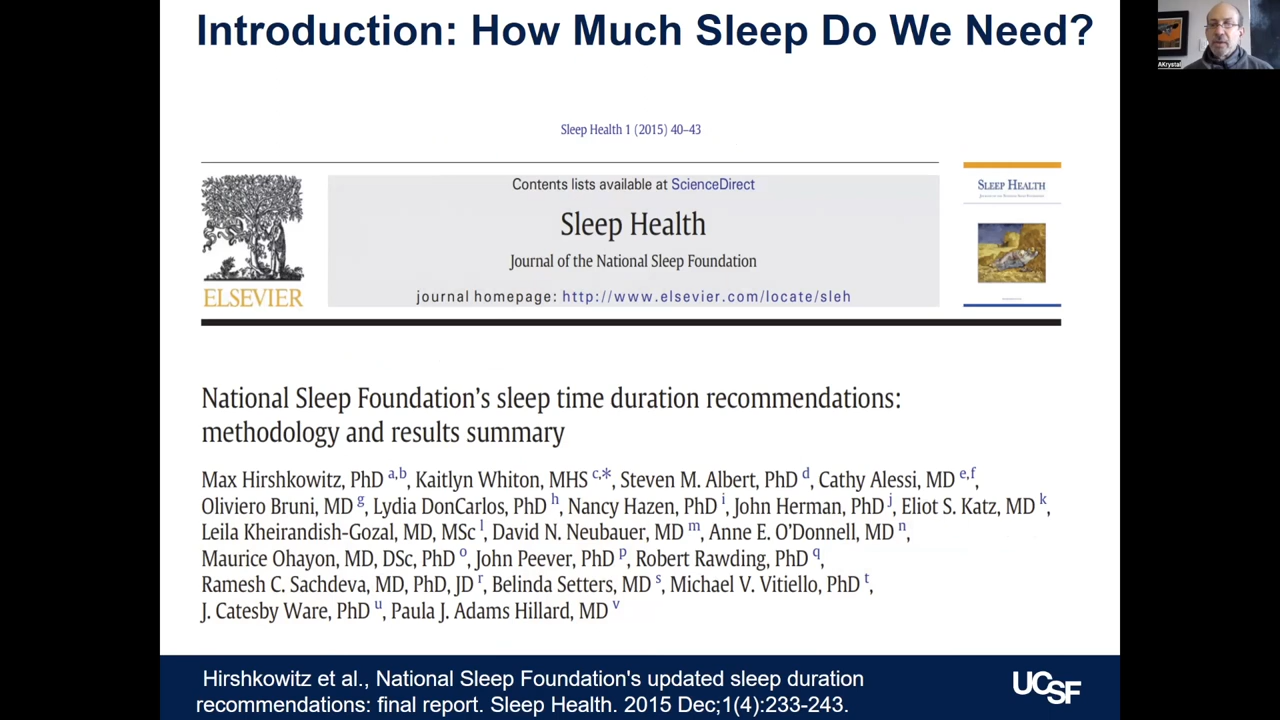 Introduction: How Much Sleep Do We Need?
AKrystal
Sleep Health 1 (2015) 40–43
Contents lists available at ScienceDirect
Sleep Health
Journal of the National Sleep Foundation
journal homepage: http://www.elsevier.com/locate/sleh
ELSEVIER
SLEEP HEALTH
National Sleep Foundation’s sleep time duration recommendations:
methodology and results summary
Max Hirshkowitz, PhD a,b, Kaitlyn Whiton, MHS c,*, Steven M. Albert, PhD d, Cathy Alessi, MD e,f,
Oliviero Bruni, MD g, Lydia DonCarlos, PhD h, Nancy Hazen, PhD i, John Herman, PhD j, Eliot S. Katz, MD k,
Leila Kheirandish-Gozal, MD, MSc l, David N. Neubauer, MD m, Anne E. O'Donnell, MD n,
Maurice Ohayon, MD, DSc, PhD o, John Peever, PhD p, Robert Rawding, PhD q,
Ramesh C. Sachdeva, MD, PhD, JD r, Belinda Setters, MD s, Michael V. Vitiello, PhD t,
J. Catesby Ware, PhD u, Paula J. Adams Hillard, MD v
Hirshkowitz et al., National Sleep Foundation's updated sleep duration
recommendations: final report. Sleep Health. 2015 Dec;1(4):233-243.
UCSF